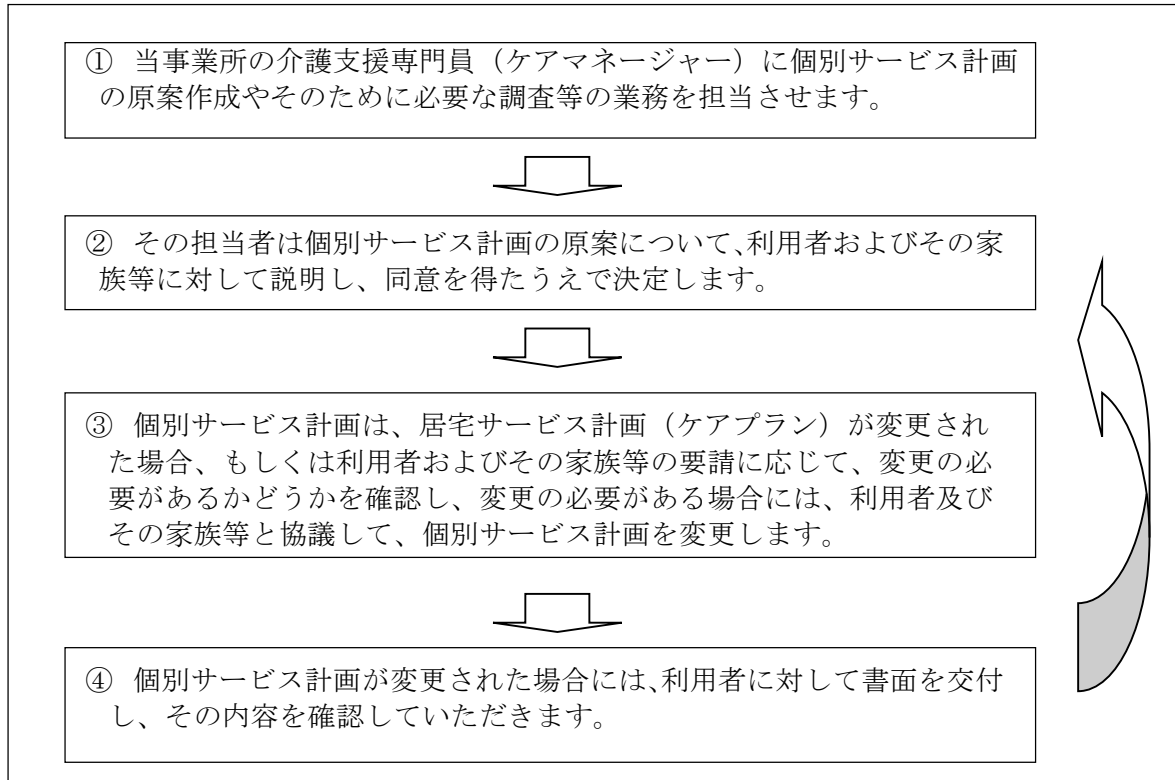 ① 当事業所の介護支援専門員（ケアマネージャー）に個別サービス計画
の原案作成やそのために必要な調査等の業務を担当させます。
② その担当者は個別サービス計画の原案について、利用者およびその家
族等に対して説明し、同意を得たうえで決定します。
③ 個別サービス計画は、居宅サービス計画（ケアプラン）が変更され
た場合、もしくは利用者およびその家族等の要請に応じて、変更の必
要があるかどうかを確認し、変更の必要がある場合には、利用者及び
その家族等と協議して、個別サービス計画を変更します。
④ 個別サービス計画が変更された場合には、利用者に対して書面を交付
し、その内容を確認していただきます。